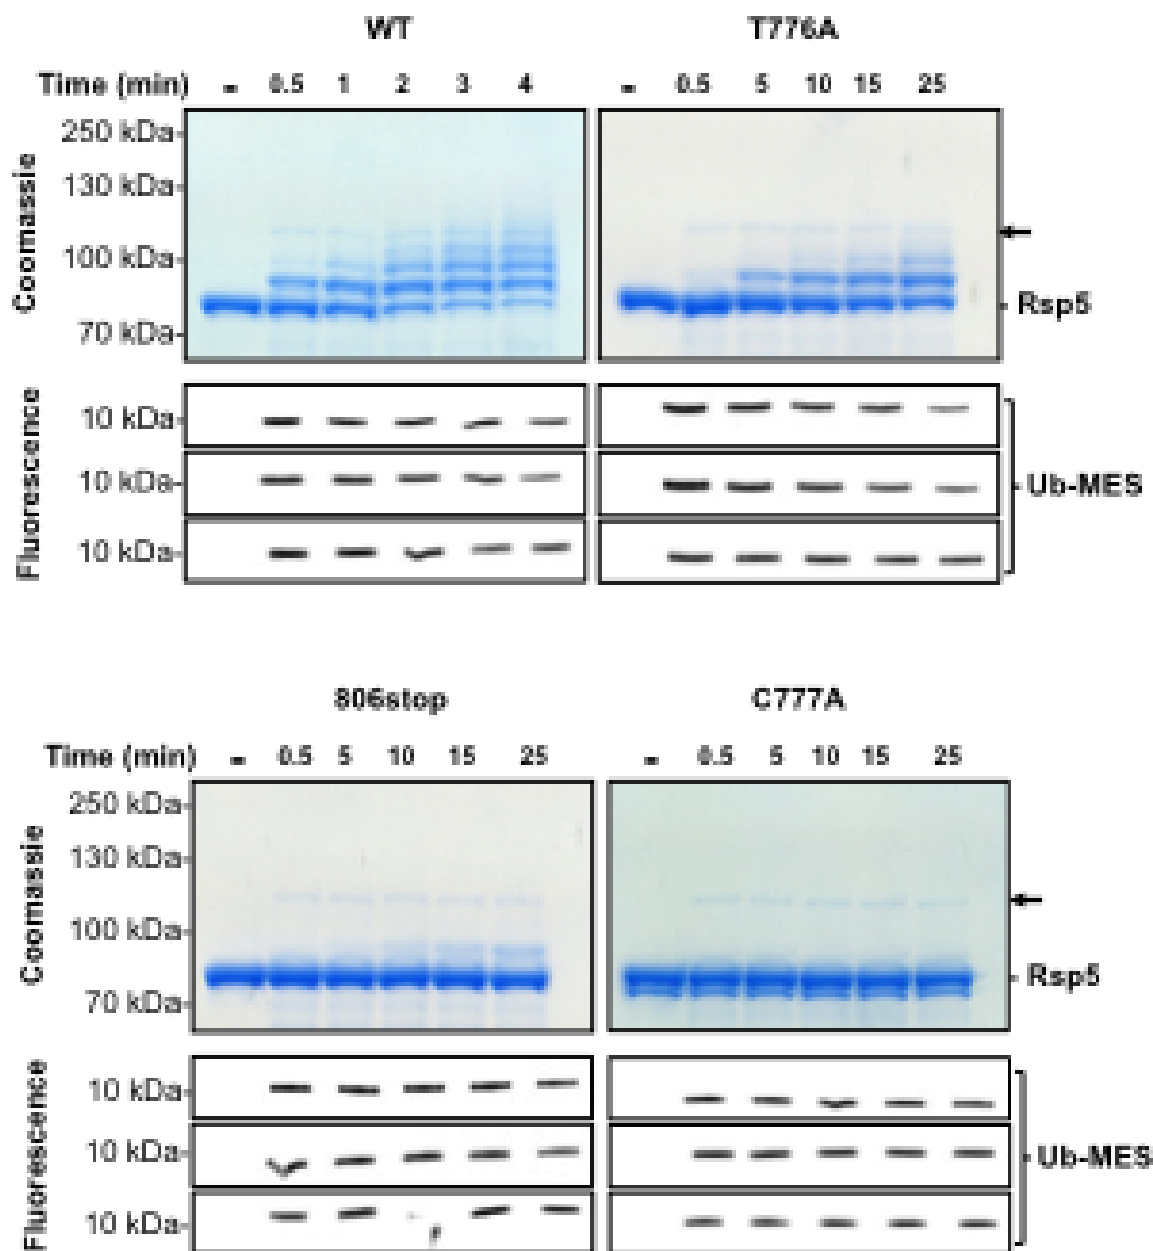 WT T776A
Time (min) - 0.5 1 2 3 4 - 0.5 5 10 15 25
Coomassie
250 kDa
130 kDa
100 kDa
70 kDa
Rsp5
Fluorescence
10 kDa
10 kDa
10 kDa
Ub-MES
806stop C777A
Time (min) - 0.5 5 10 15 25 - 0.5 5 10 15 25
Coomassie
250 kDa
130 kDa
100 kDa
70 kDa
Rsp5
Fluorescence
10 kDa
10 kDa
10 kDa
Ub-MES